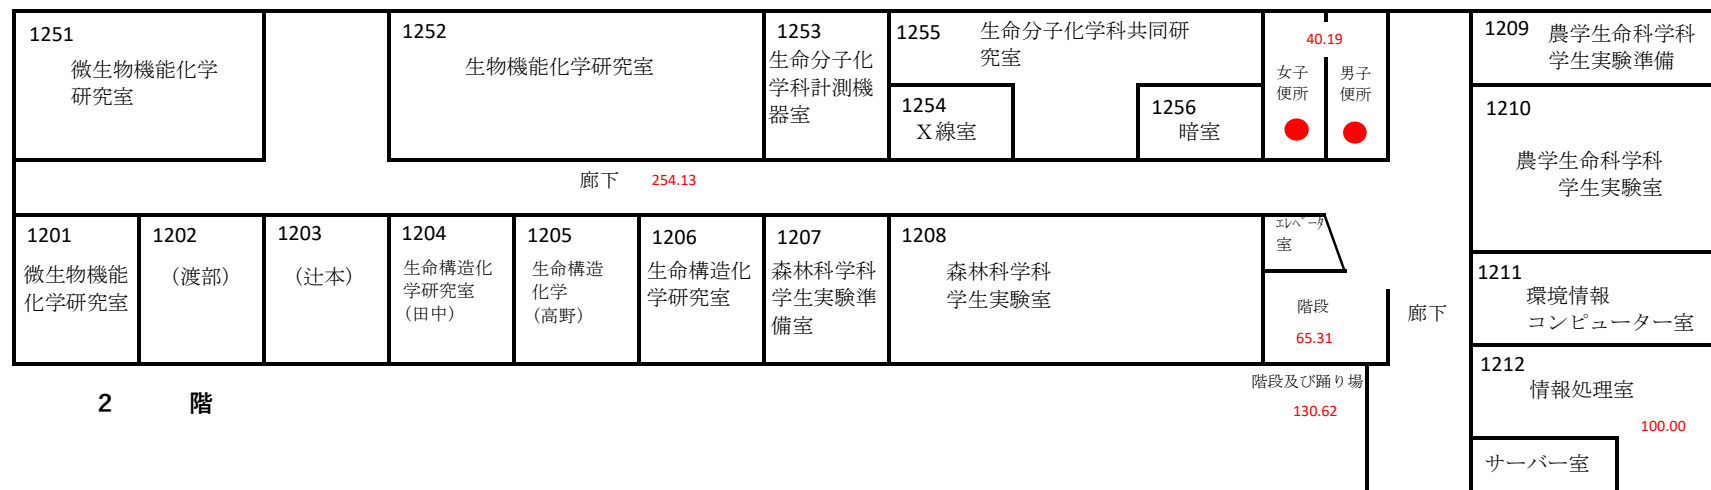 1251
微生物機能化学
研究室
1252
生物機能化学研究室
1253
生命分子化
学科計測機
器室
1255 生命分子化学科共同研
究室
1254
X線室
1256
暗室
40.19
女子
便所
男子
便所
1209 農学生命科学科
学生実験準備
1210
農学生命科学科
学生実験室
廊下 254.13
1201
微生物機能
化学研究室
1202
（渡部）
1203
（辻本）
1204
生命構造化
学研究室
（田中）
1205
生命構造
化学
（高野）
1206
生命構造化
学研究室
1207
森林科学科
学生実験準
備室
1208
森林科学科
学生実験室
エレベータ
室
階段
65.31
廊下
1211
環境情報
コンピューター室
1212
情報処理室
100.00
サーバー室
階段及び踊り場
130.62
2 階